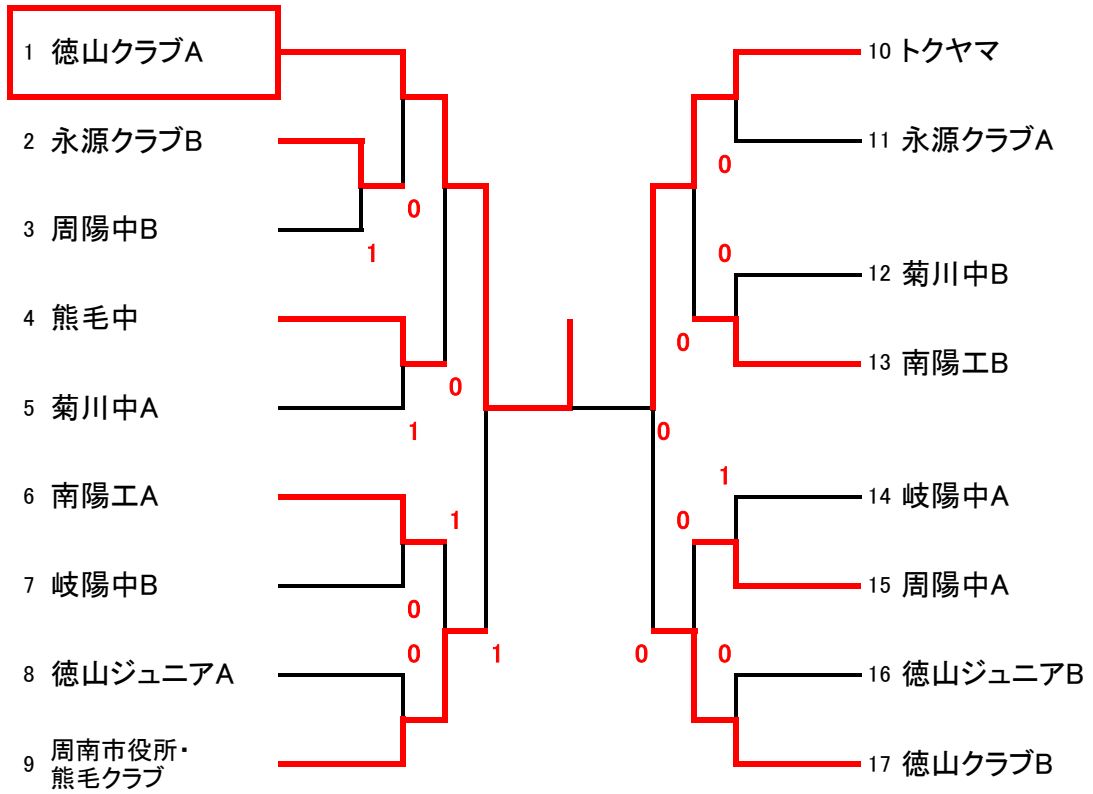 1 徳山クラブA
2 永源クラブB
3 周陽中B
4 熊毛中
5 菊川中A
6 南陽工A
7 岐陽中B
8 徳山ジュニアA
9 周南市役所・
熊毛クラブ
0
1
0
1
1
0
0
1
10 トクヤマ
11 永源クラブA
0
0
12 菊川中B
0
13 南陽工B
0
1
14 岐陽中A
0
15 周陽中A
0
0
16 徳山ジュニアB
17 徳山クラブB